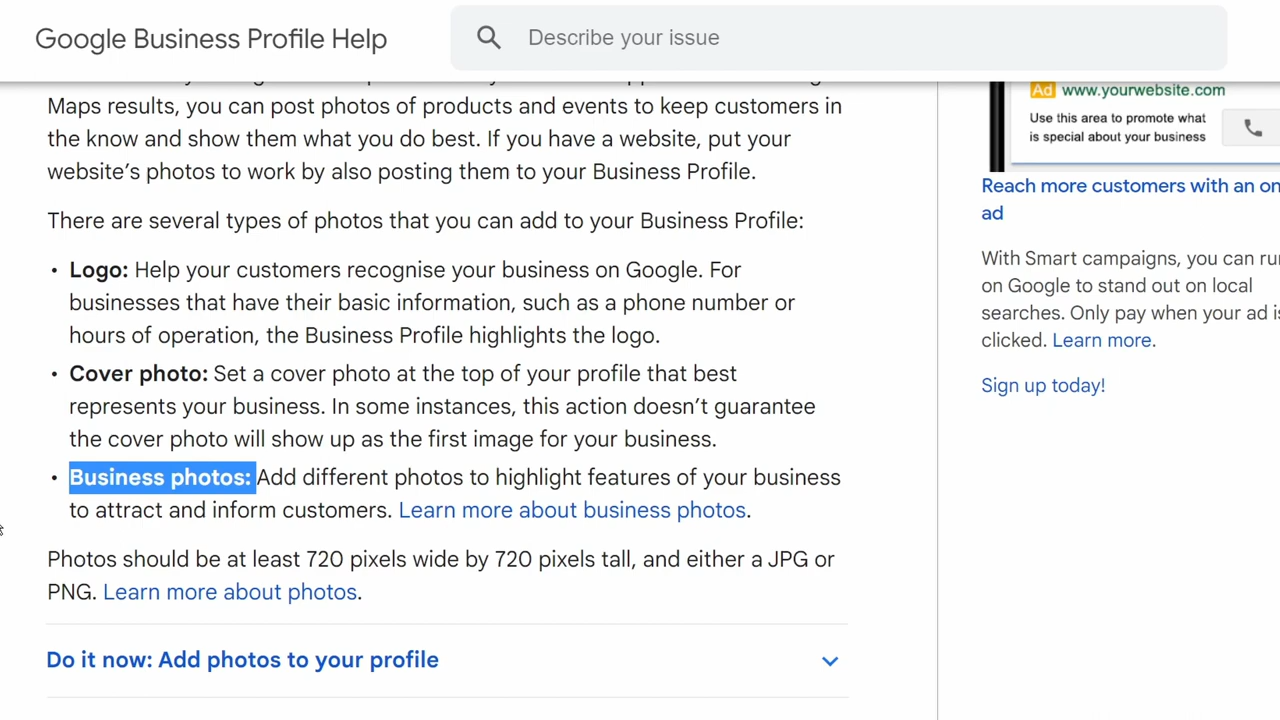 Google Business Profile Help
Describe your issue
Maps results, you can post photos of products and events to keep customers in
the know and show them what you do best. If you have a website, put your
website's photos to work by also posting them to your Business Profile.
There are several types of photos that you can add to your Business Profile:
• Logo: Help your customers recognise your business on Google. For
businesses that have their basic information, such as a phone number or
hours of operation, the Business Profile highlights the logo.
• Cover photo: Set a cover photo at the top of your profile that best
represents your business. In some instances, this action doesn't guarantee
the cover photo will show up as the first image for your business.
• Business photos: Add different photos to highlight features of your business
to attract and inform customers. Learn more about business photos.
Photos should be at least 720 pixels wide by 720 pixels tall, and either a JPG or
PNG. Learn more about photos.
Do it now: Add photos to your profile
Ad www.yourwebsite.com
Use this area to promote what
is special about your business
Reach more customers with an on
ad
With Smart campaigns, you can ru
on Google to stand out on local
searches. Only pay when your ad is
clicked. Learn more.
Sign up today!